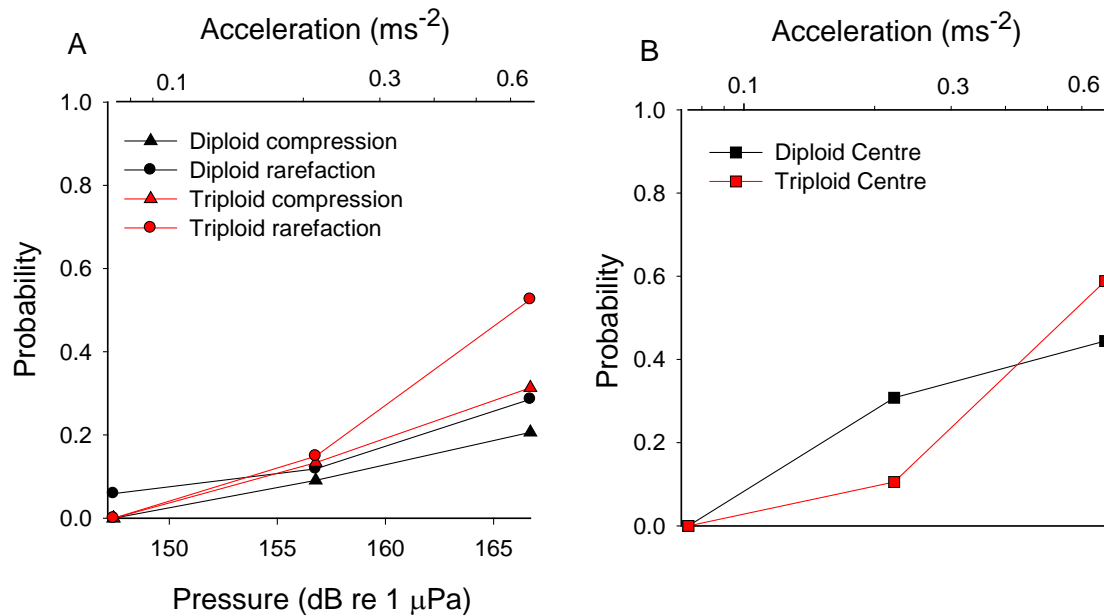 A
Acceleration (ms-2)
0.1 0.3 0.6
1.0
0.8
0.6
0.4
0.2
0.0
Probability
Diploid compression
Diploid rarefaction
Triploid compression
Triploid rarefaction
150 155 160 165
Pressure (dB re 1 μPa)
B
Acceleration (ms-2)
0.1 0.3 0.6
1.0
0.8
0.6
0.4
0.2
0.0
Probability
Diploid Centre
Triploid Centre